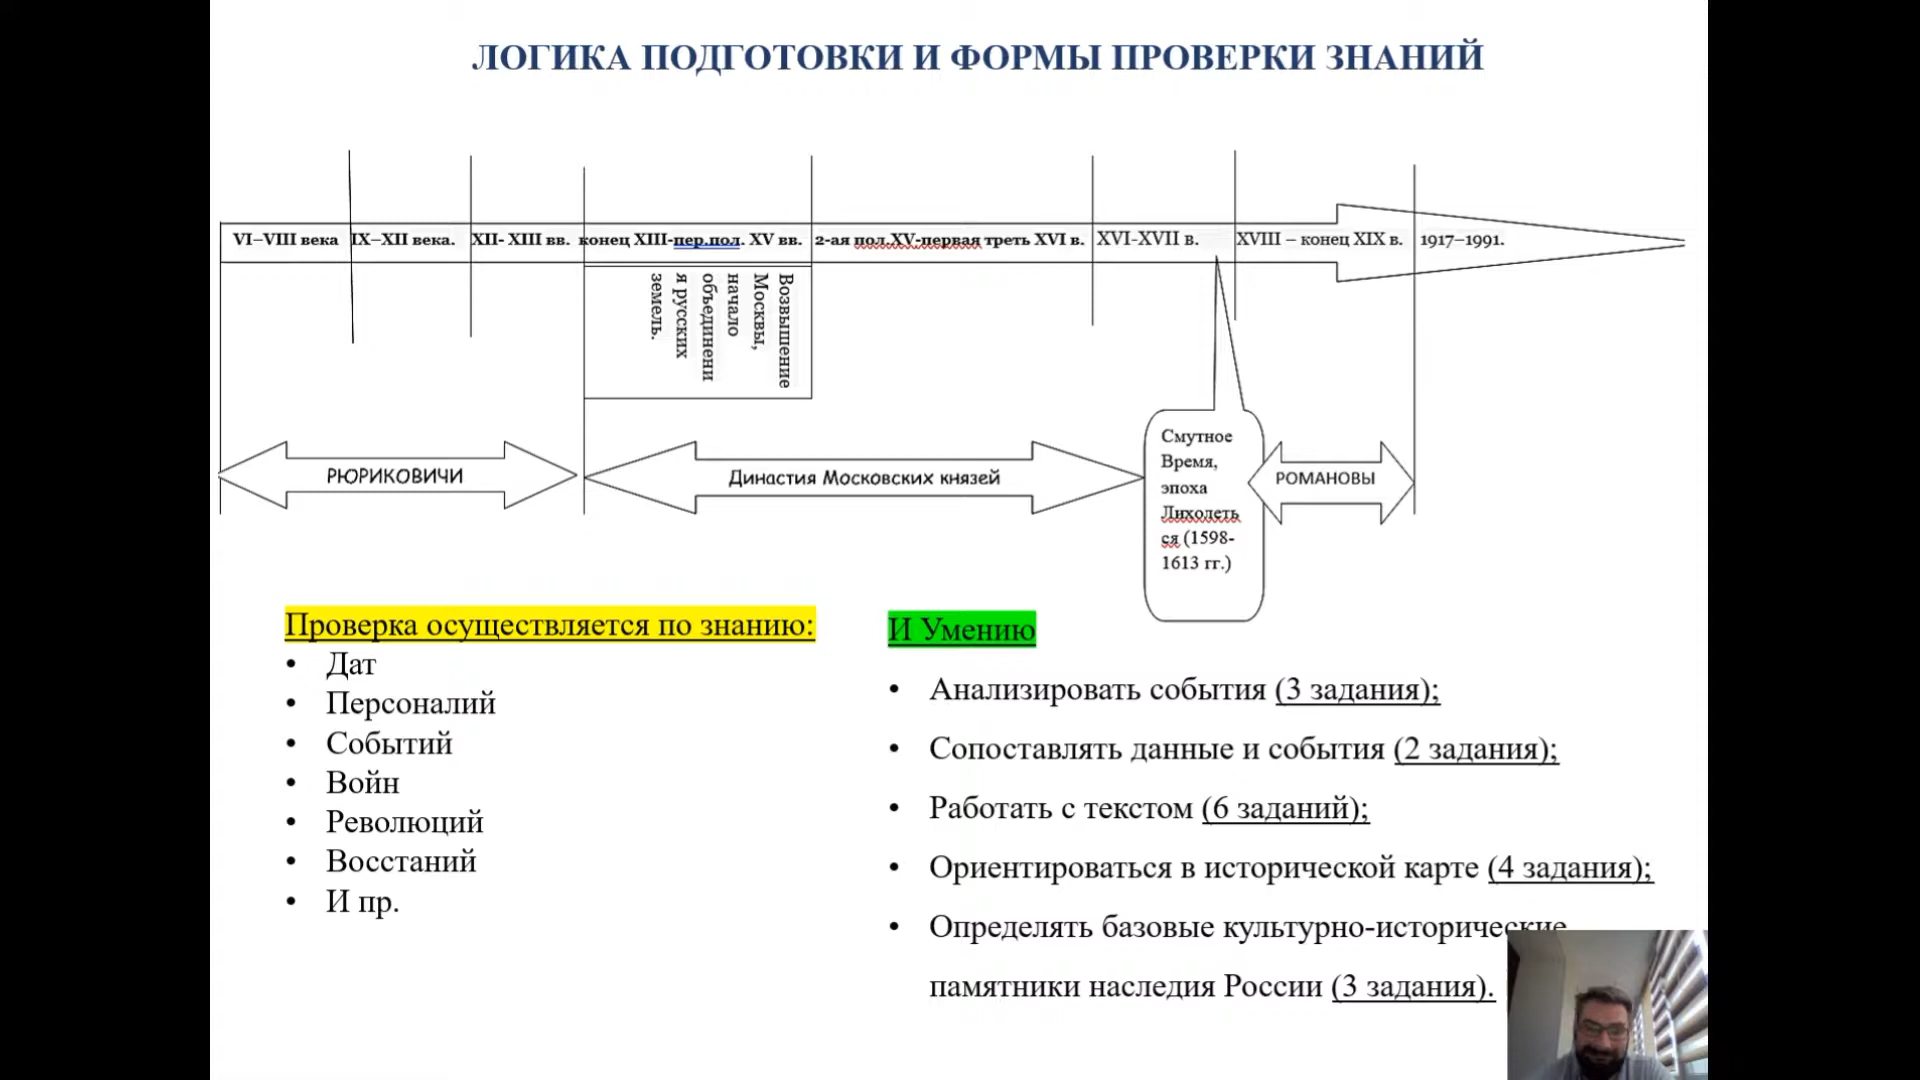 ЛОГИКА ПОДГОТОВКИ И ФОРМЫ ПРОВЕРКИ ЗНАНИЙ
VI–VIII века
IX–XII века.
XII- XIII вв.
конец XIII-пер.пол. XV вв.
2-ая пол.XV-первая треть XVI в.
XVI-XVII в.
XVIII – конец XIX в.
1917–1991.
Возвышение
Москвы,
начало
объединени
я русских
земель.
РЮРИКОВИЧИ
Династия Московских князей
Смутное
Время,
эпоха
Лихолеть
ся (1598-
1613 гг.)
РОМАНОВЫ
Проверка осуществляется по знанию:
• Дат
• Персоналий
• Событий
• Войн
• Революций
• Восстаний
• И пр.
И Умению
• Анализировать события (3 задания);
• Сопоставлять данные и события (2 задания);
• Работать с текстом (6 заданий);
• Ориентироваться в исторической карте (4 задания);
• Определять базовые культурно-исторические
памятники наследия России (3 задания).